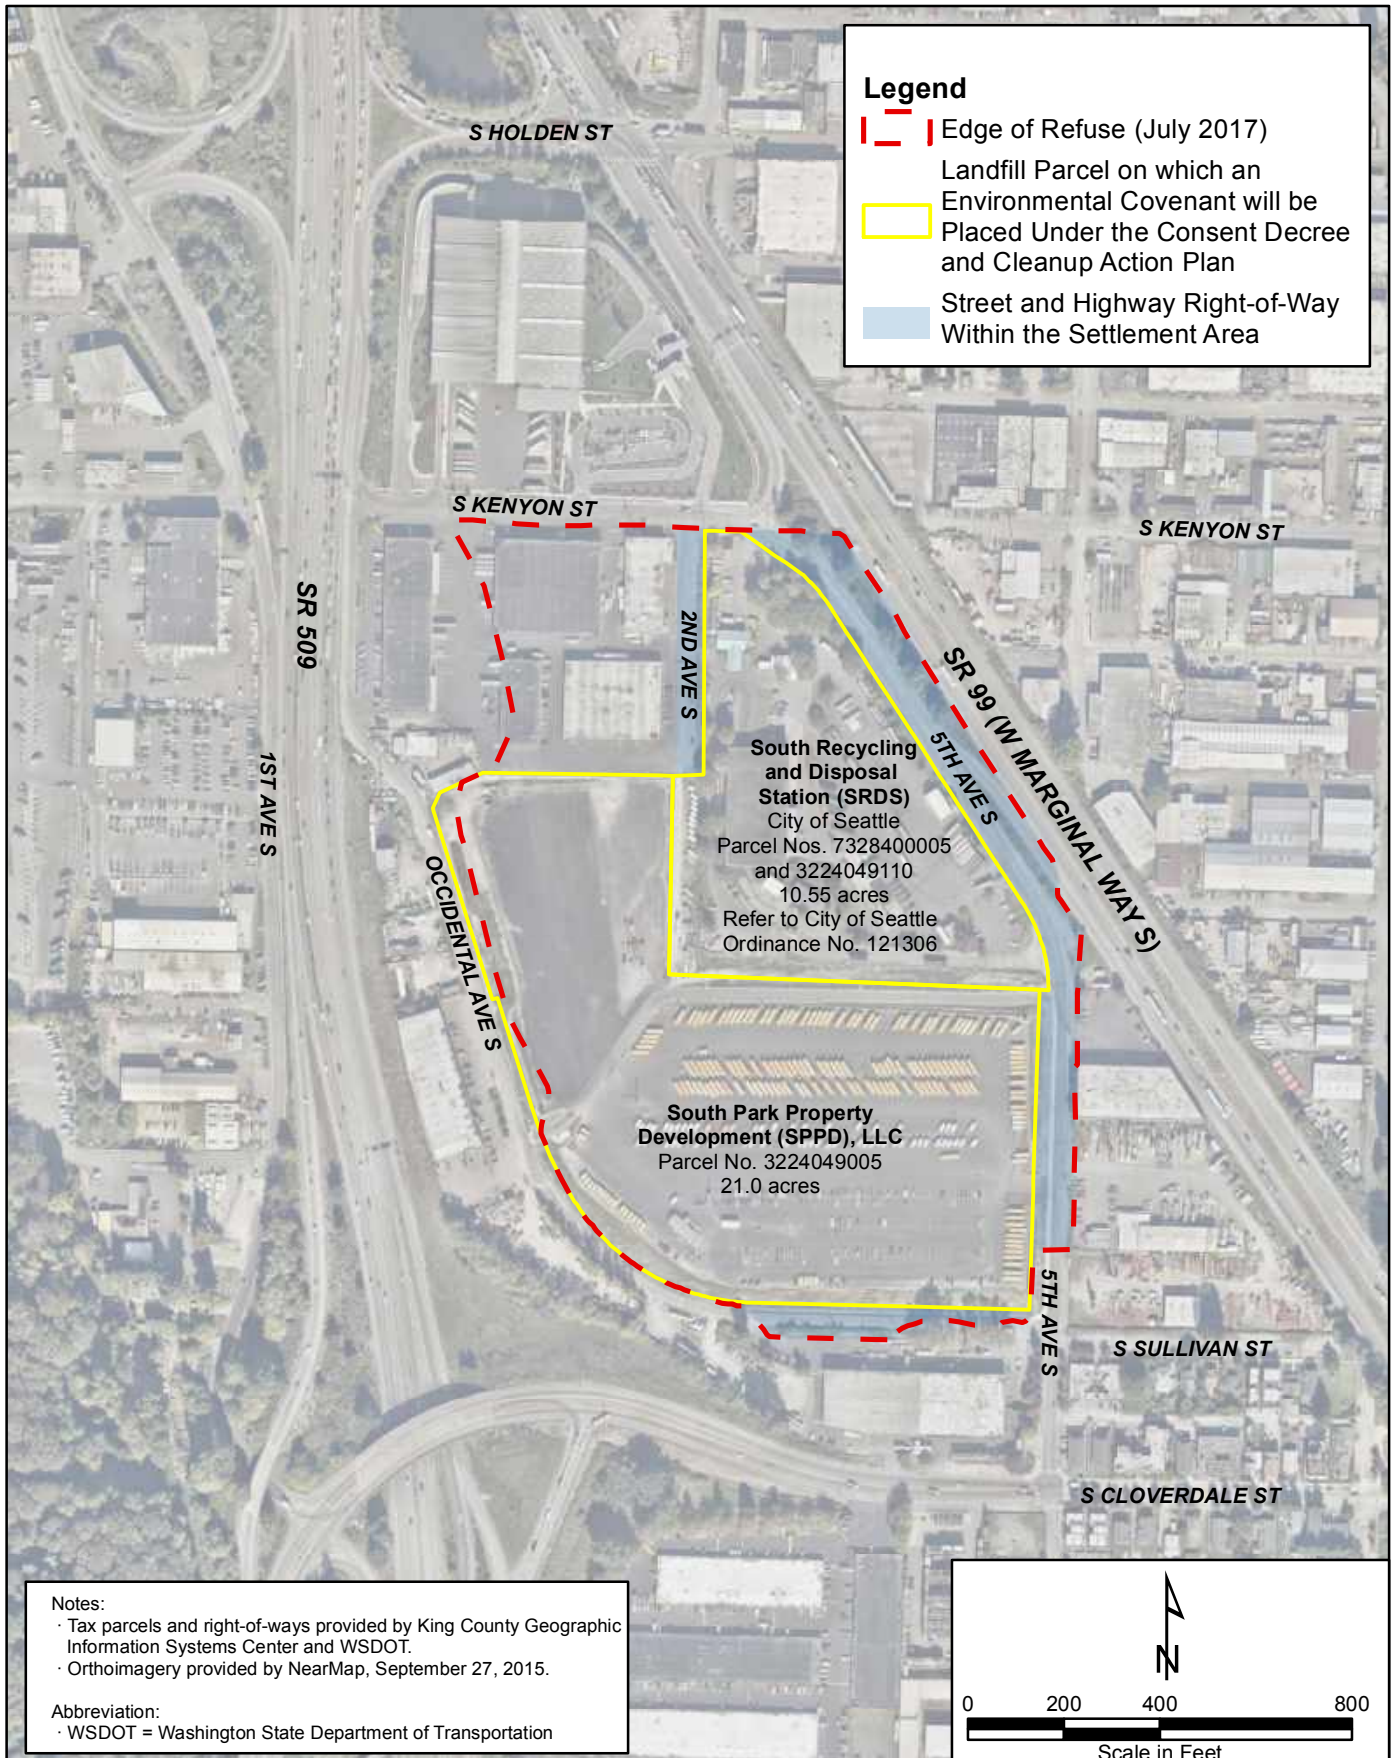 Legend
Edge of Refuse (July 2017)
Landfill Parcel on which an
Environmental Covenant will be
Placed Under the Consent Decree
and Cleanup Action Plan
Street and Highway Right-of-Way
Within the Settlement Area
S HOLDEN ST
S KENYON ST
S KENYON ST
SR 509
2ND AVE S
SR 99 (W MARGINAL WAY S)
5TH AVE S
1ST AVE S
OCCIDENTAL AVE S
South Recycling
and Disposal
Station (SRDS)
City of Seattle
Parcel Nos. 7328400005
and 3224049110
10.55 acres
Refer to City of Seattle
Ordinance No. 121306
South Park Property
Development (SPPD), LLC
Parcel No. 3224049005
21.0 acres
5TH AVE S
S SULLIVAN ST
S CLOVERDALE ST
Notes:
· Tax parcels and right-of-ways provided by King County Geographic
Information Systems Center and WSDOT.
· Orthoimagery provided by NearMap, September 27, 2015.
Abbreviation:
· WSDOT = Washington State Department of Transportation
N
0 200 400 800
Scale in Feet